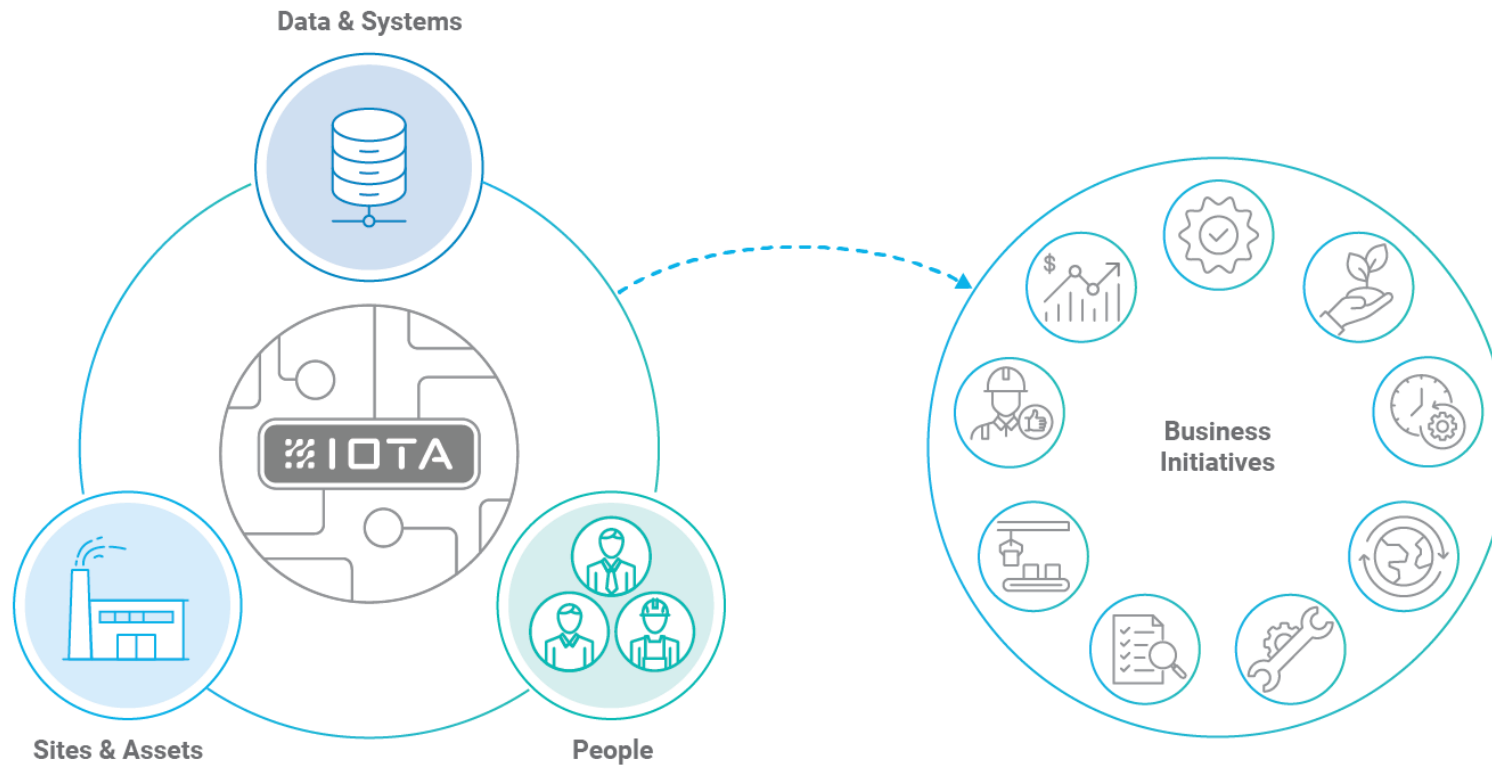 Data & Systems
IOTA
$
Business
Initiatives
Sites & Assets
People